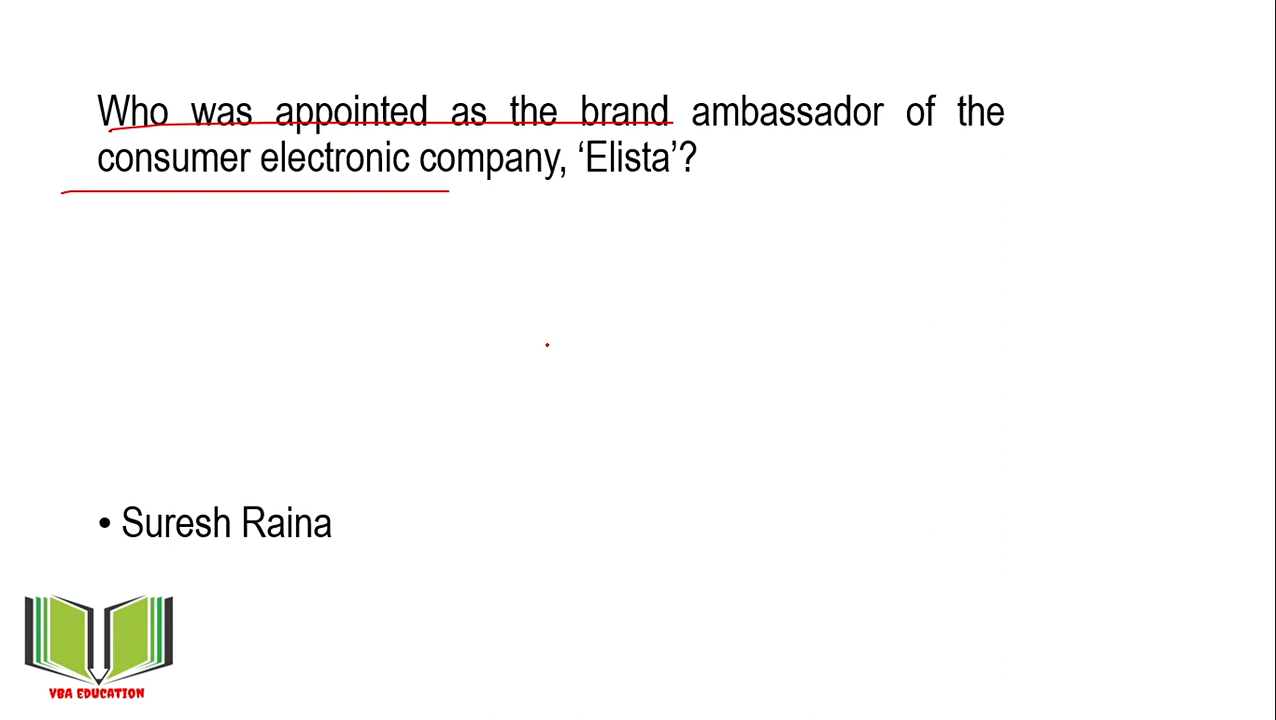 Who was appointed as the brand ambassador of the
consumer electronic company, ‘Elista’?
• Suresh Raina
VBA EDUCATION